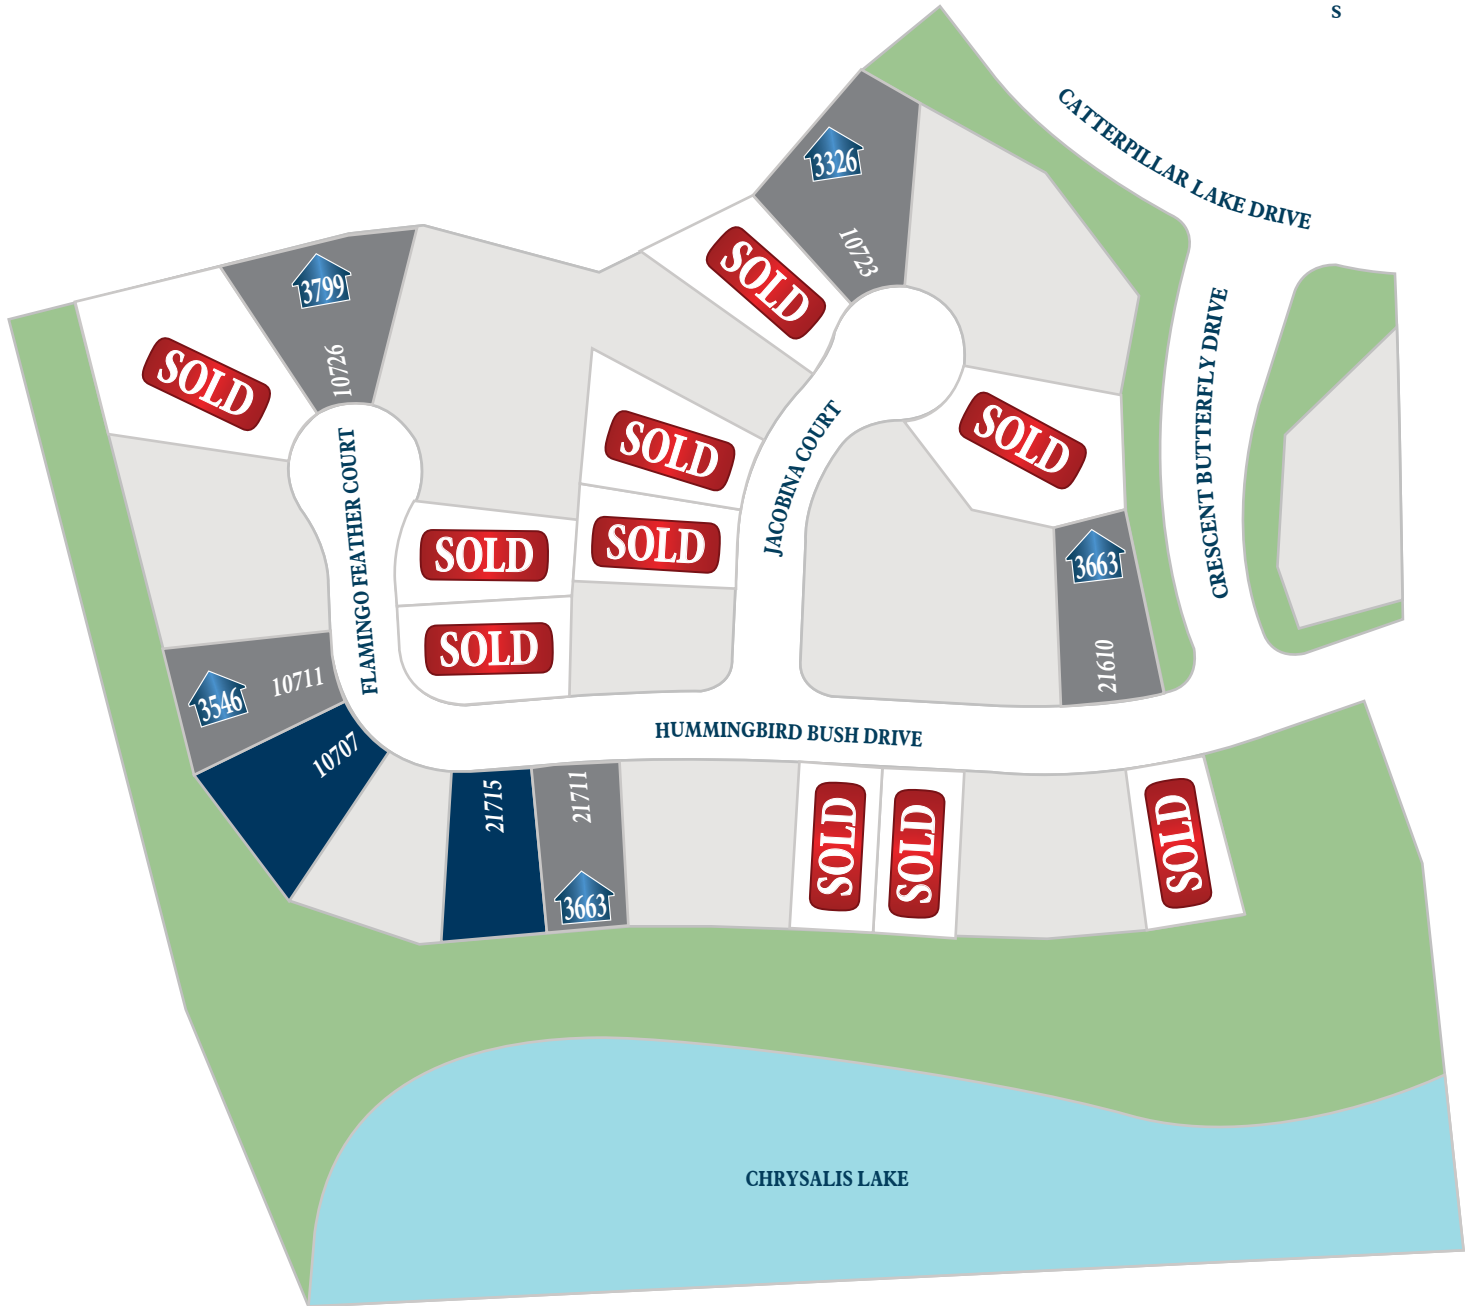 S
CATTERPILLAR LAKE DRIVE
3326
10723
SOLD
3799
10726
SOLD
CRESCENT BUTTERFLY DRIVE
JACOBINA COURT
SOLD
SOLD
FLAMINGO FEATHER COURT
SOLD
SOLD
3663
21610
SOLD
3546
10711
10707
HUMMINGBIRD BUSH DRIVE
21715
21711
3663
SOLD
SOLD
SOLD
CHRYSALIS LAKE